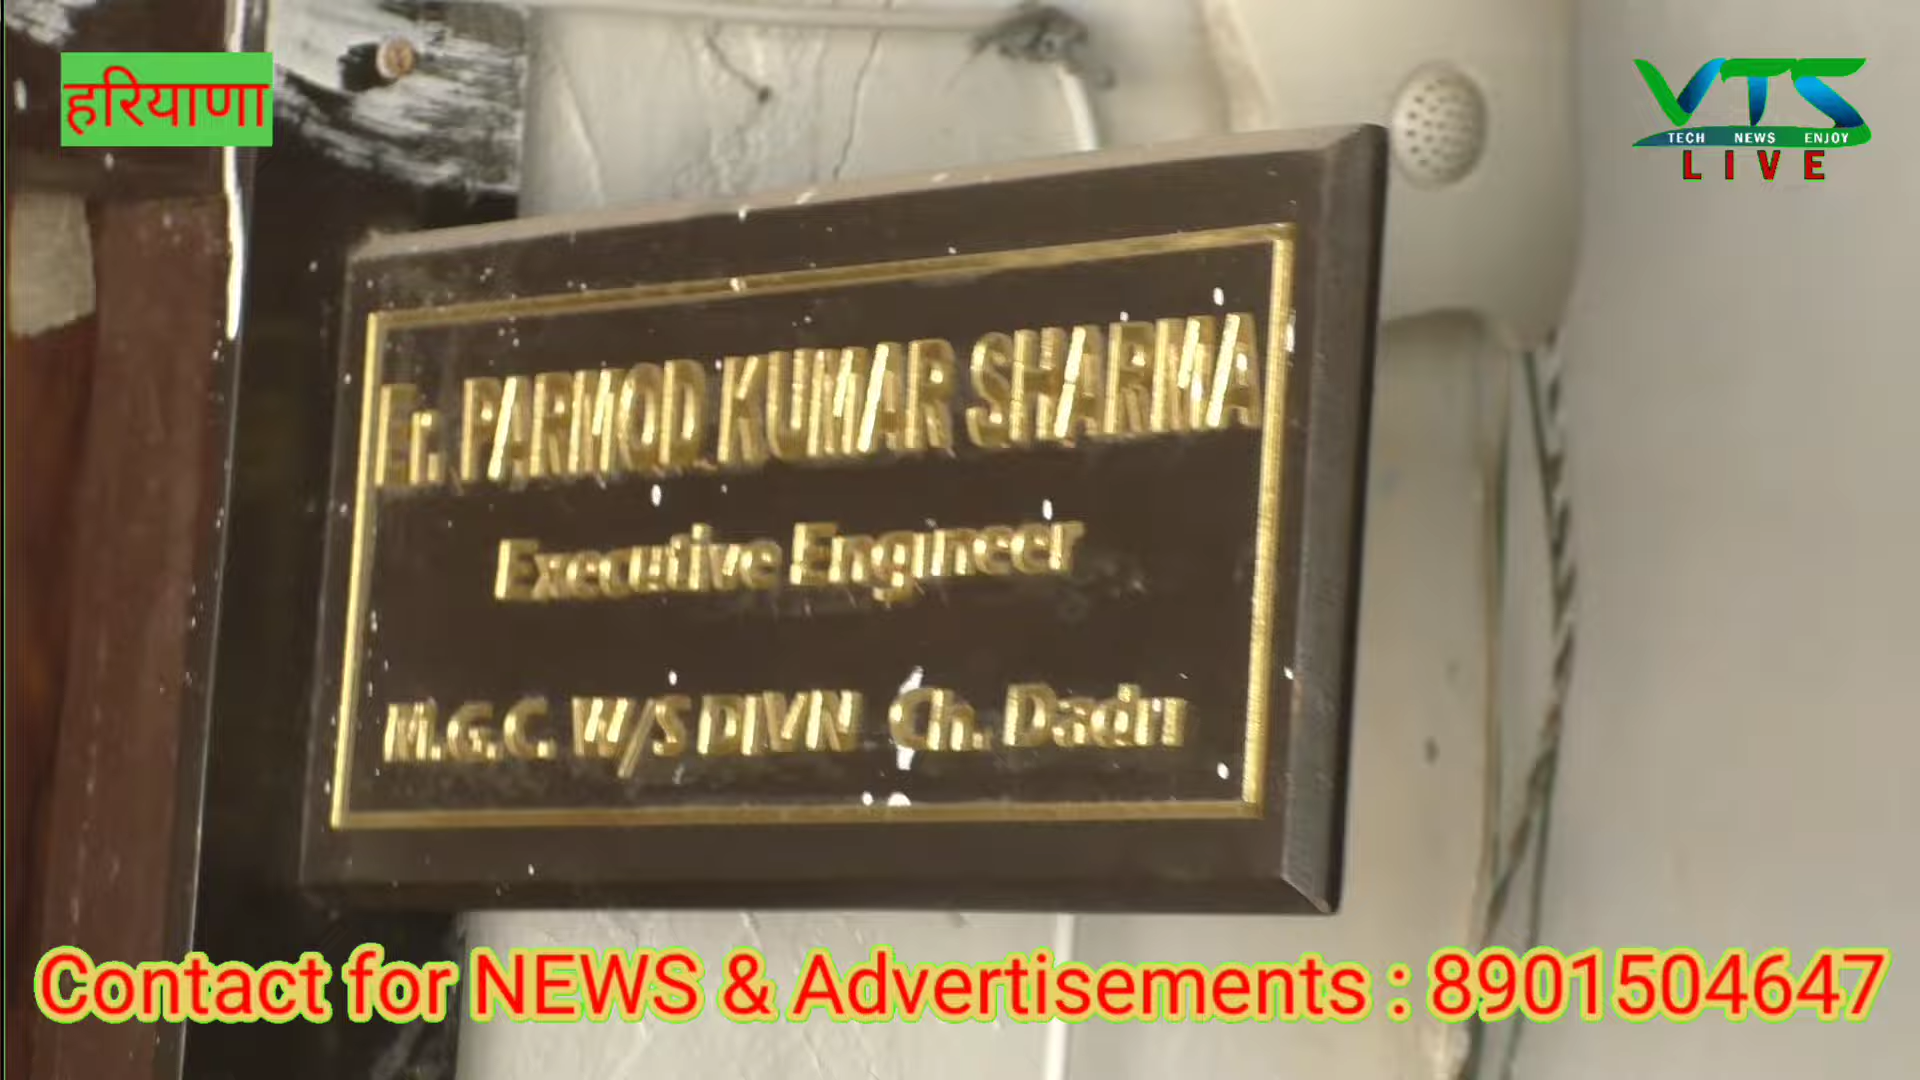 हरियाणा
VTS
TECH NEWS ENJOY
LIVE
Er. PARMOD KUMAR SHARMA
Executive Engineer
M.G.C. W/S DIVN Ch. Dadri
Contact for NEWS & Advertisements : 8901504647